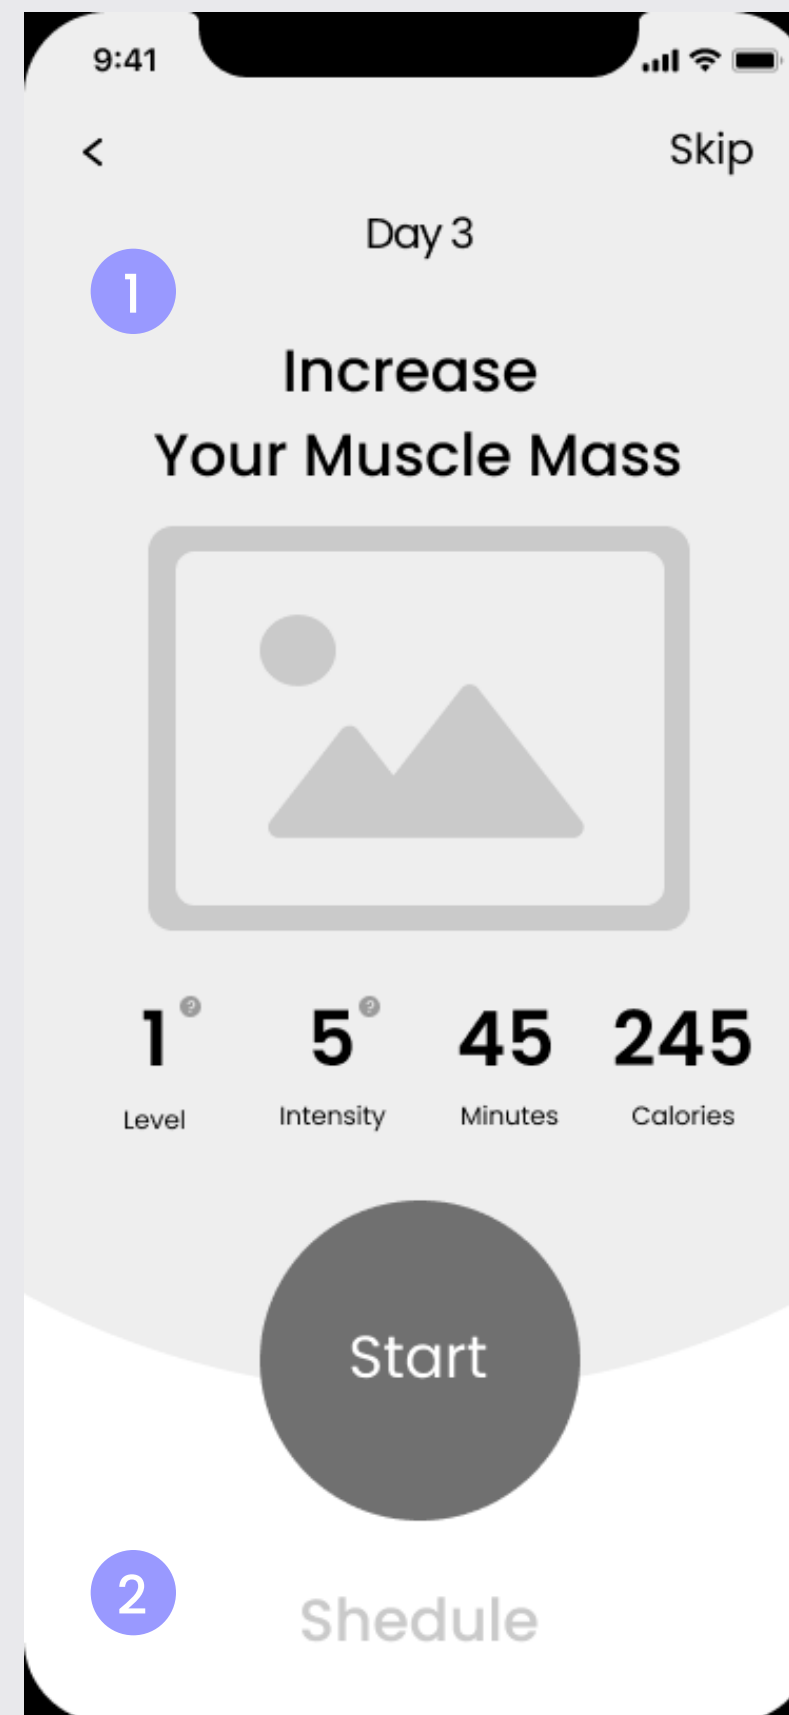 9:41
<
Skip
Day 3
1
Increase
Your Muscle Mass
1 ? 5 ? 45 245
Level Intensity Minutes Calories
Start
2
Shedule